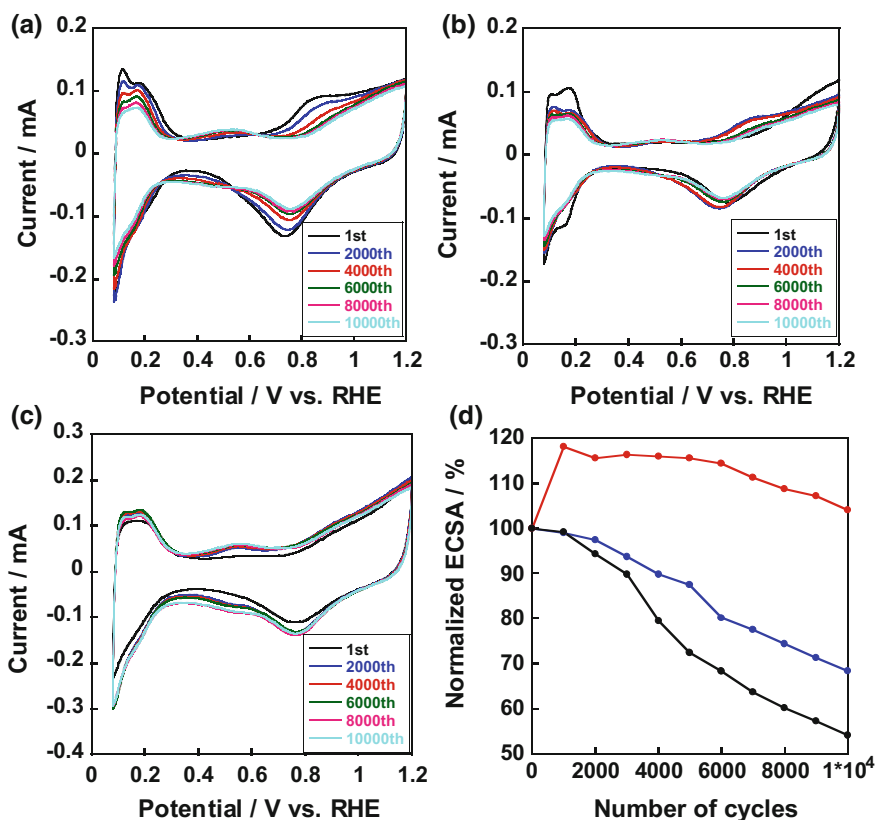 (a)
0.2
0.1
0
-0.1
-0.2
-0.3
Current / mA
1st
2000th
4000th
6000th
8000th
10000th
0 0.2 0.4 0.6 0.8 1 1.2
Potential / V vs. RHE
(b)
0.2
0.1
0
-0.1
-0.2
-0.3
Current / mA
1st
2000th
4000th
6000th
8000th
10000th
0 0.2 0.4 0.6 0.8 1 1.2
Potential / V vs. RHE
(c)
0.3
0.2
0.1
0
-0.1
-0.2
-0.3
-0.4
Current / mA
1st
2000th
4000th
6000th
8000th
10000th
0 0.2 0.4 0.6 0.8 1 1.2
Potential / V vs. RHE
(d)
120
110
100
90
80
70
60
50
Normalized ECSA / %
0 2000 4000 6000 8000 1*10⁴
Number of cycles